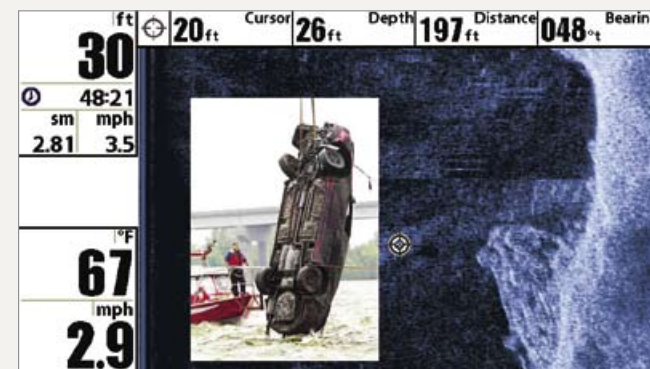 ft
30
48:21
sm mph
2.81 3.5
Cursor
20ft
Depth
26ft
Distance
197ft
Bearin
048°t
°F
67
mph
2.9